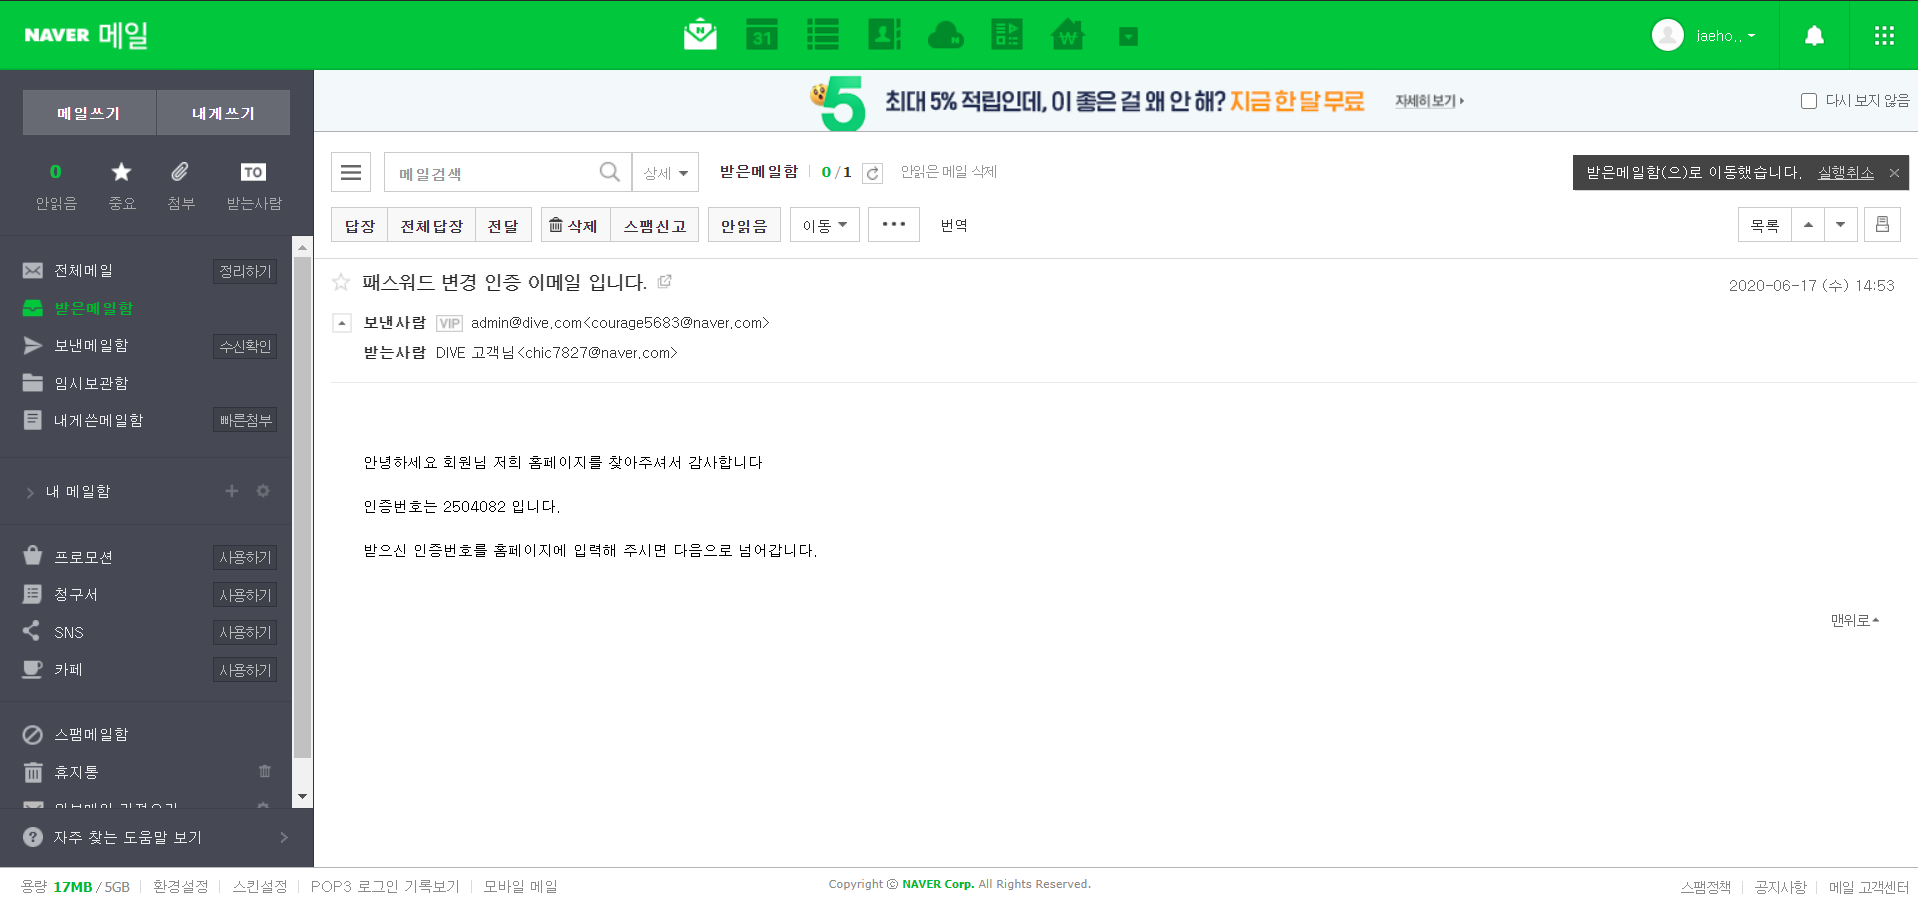 NAVER 메일
31
jaeho..
메일쓰기
내게쓰기
최대 5% 적립인데, 이 좋은 걸 왜 안 해? 지금 한 달 무료
자세히 보기
다시 보지 않음
0
TO
안읽음
중요
첨부
받는사람
메일검색
상세
받은메일함
0/1
안읽은 메일 삭제
받은메일함(으)로 이동했습니다.
실행취소
답장
전체답장
전달
삭제
스팸신고
안읽음
이동
번역
목록
전체메일
정리하기
받은메일함
보낸메일함
수신확인
임시보관함
내게쓴메일함
빠른첨부
내 메일함
프로모션
사용하기
청구서
사용하기
SNS
사용하기
카페
사용하기
스팸메일함
휴지통
자주 찾는 도움말 보기
패스워드 변경 인증 이메일 입니다.
2020-06-17 (수) 14:53
보낸사람 VIP admin@dive.com<courage5683@naver.com>
받는사람 DIVE 고객님<chic7827@naver.com>
안녕하세요 회원님 저희 홈페이지를 찾아주셔서 감사합니다
인증번호는 2504082 입니다.
받으신 인증번호를 홈페이지에 입력해 주시면 다음으로 넘어갑니다.
맨위로
용량 17MB/5GB
환경설정
스킨설정
POP3 로그인 기록보기
모바일 메일
Copyright ⓒ NAVER Corp. All Rights Reserved.
스팸정책
공지사항
메일 고객센터